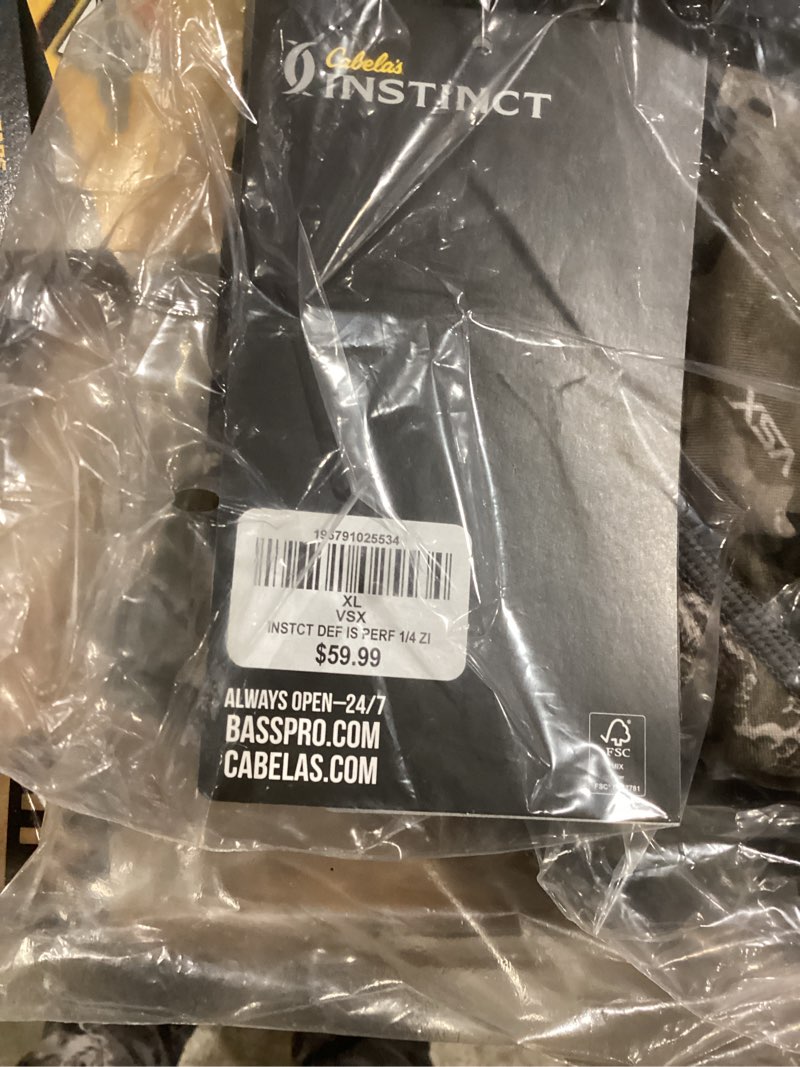 Cabela's
INSTINCT
VSX
193791025534
XL
VSX
INSTCT DEF IS PERF 1/4 ZI
$59.99
ALWAYS OPEN—24/7
BASSPRO.COM
CABELAS.COM
FSC
MIX